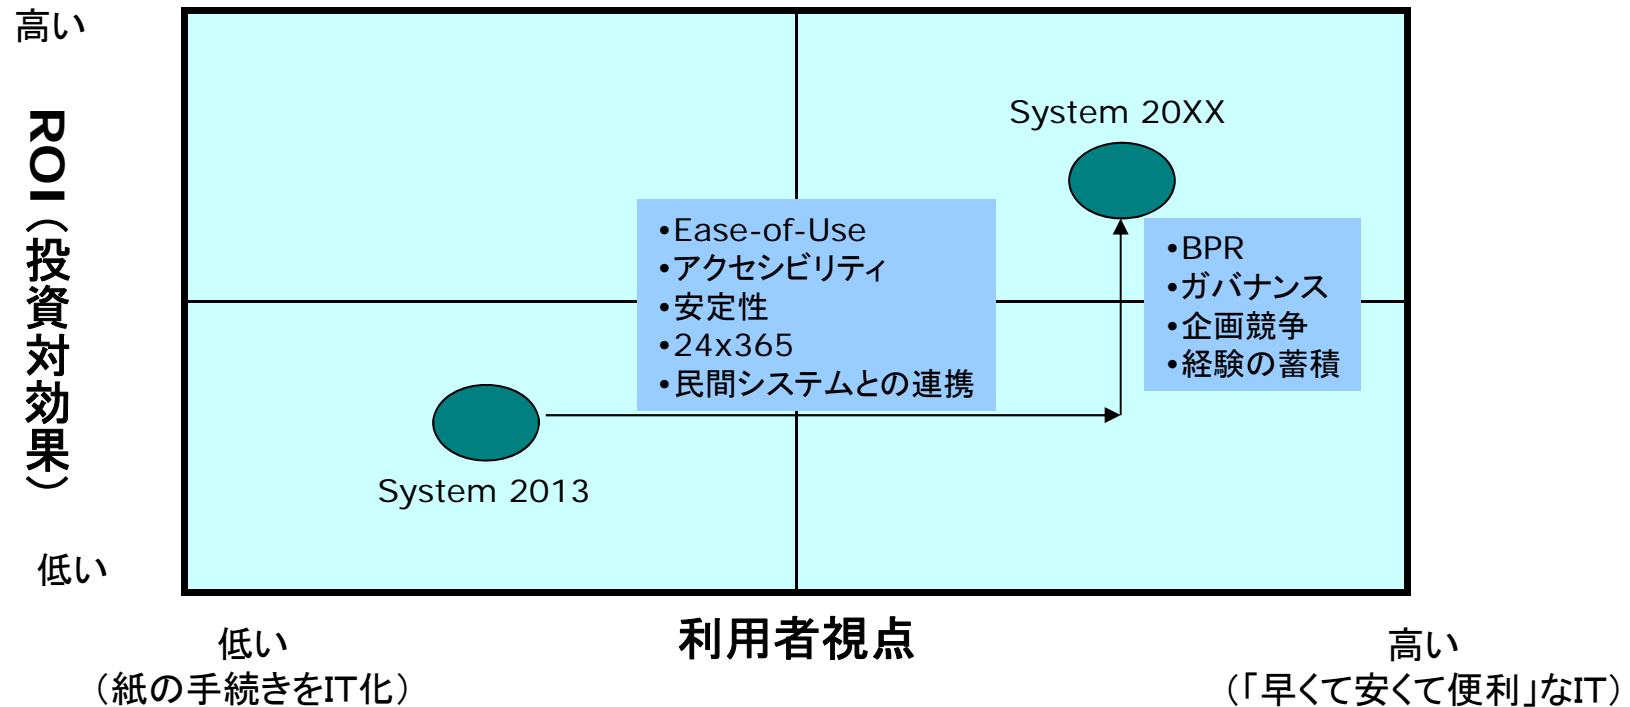 高い
ROI(投資対効果)
低い
System 20XX
•Ease-of-Use
•アクセシビリティ
•安定性
•24x365
•民間システムとの連携
•BPR
•ガバナンス
•企画競争
•経験の蓄積
System 2013
利用者視点
低い
(紙の手続きをIT化)
高い
(「早くて安くて便利」なIT)